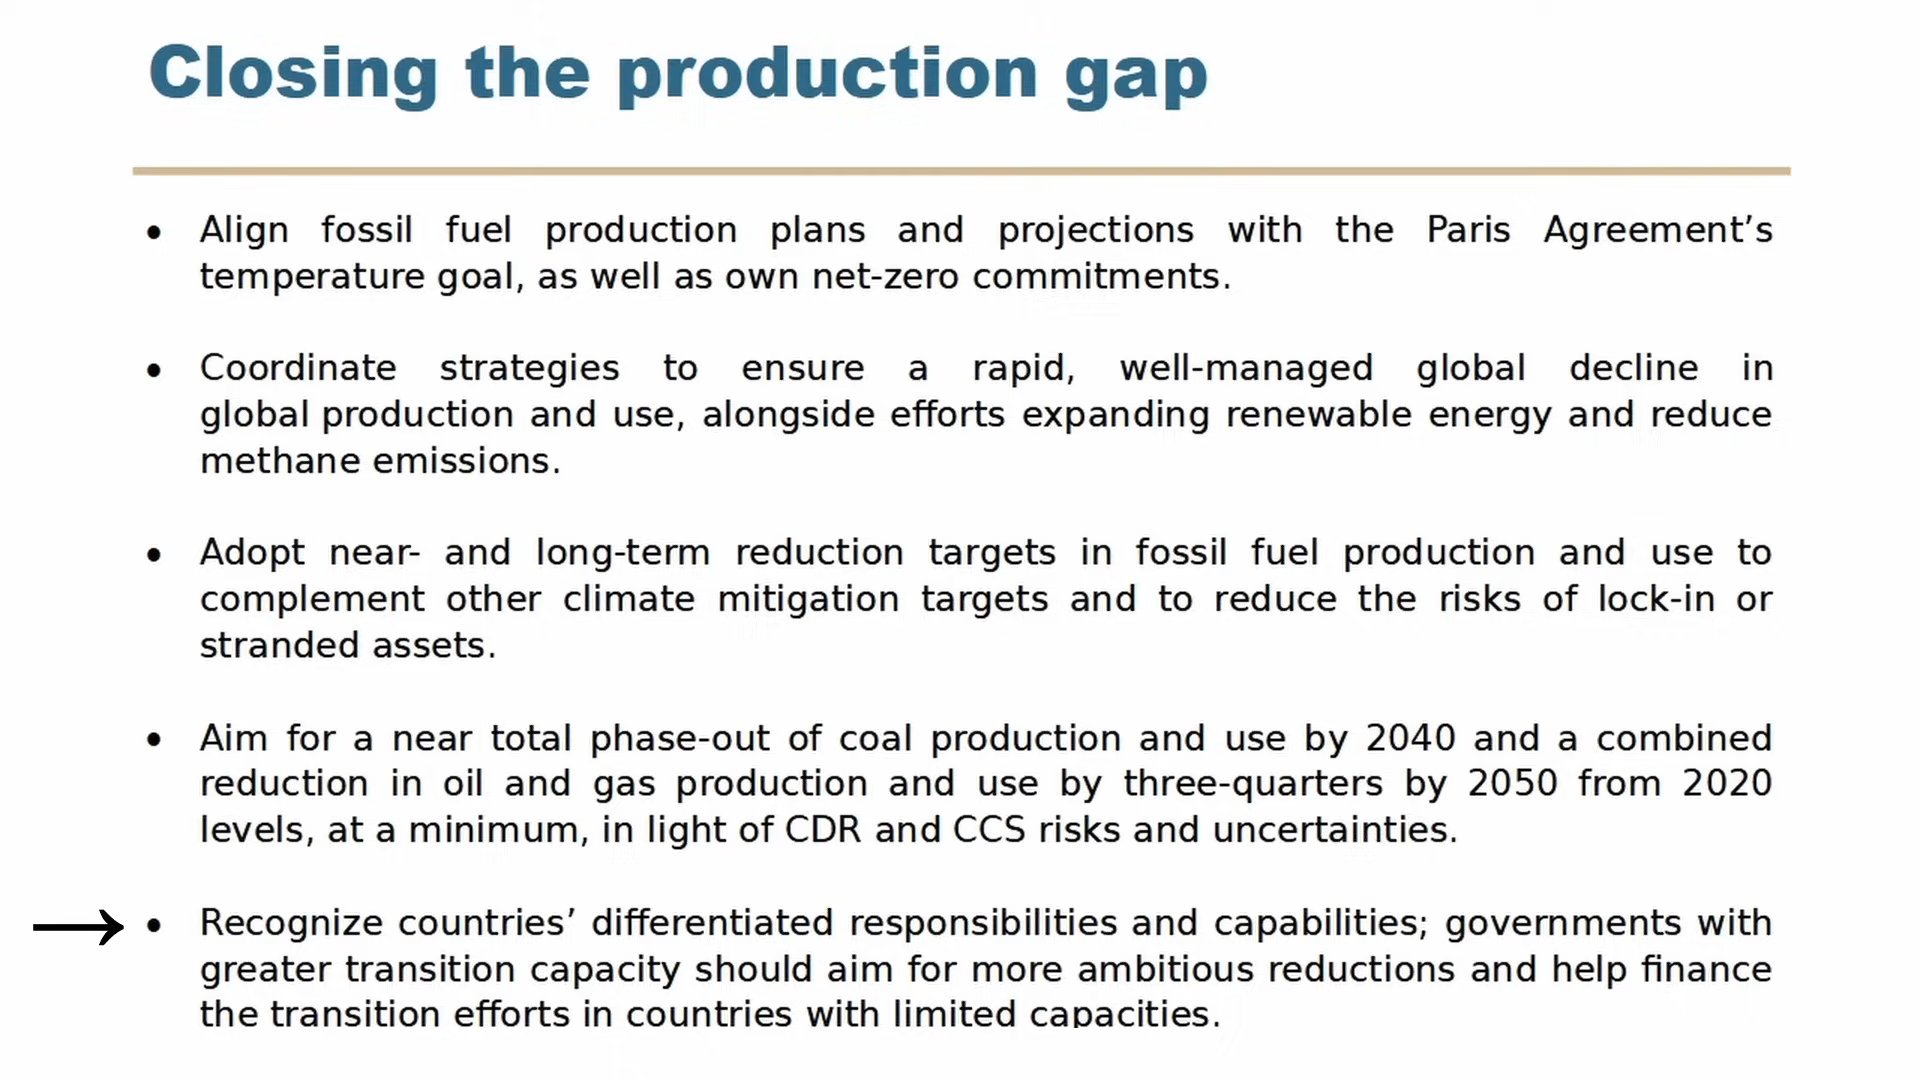 Closing the production gap
• Align fossil fuel production plans and projections with the Paris Agreement’s
temperature goal, as well as own net-zero commitments.
• Coordinate strategies to ensure a rapid, well-managed global decline in
global production and use, alongside efforts expanding renewable energy and reduce
methane emissions.
• Adopt near- and long-term reduction targets in fossil fuel production and use to
complement other climate mitigation targets and to reduce the risks of lock-in or
stranded assets.
• Aim for a near total phase-out of coal production and use by 2040 and a combined
reduction in oil and gas production and use by three-quarters by 2050 from 2020
levels, at a minimum, in light of CDR and CCS risks and uncertainties.
→ • Recognize countries’ differentiated responsibilities and capabilities; governments with
greater transition capacity should aim for more ambitious reductions and help finance
the transition efforts in countries with limited capacities.